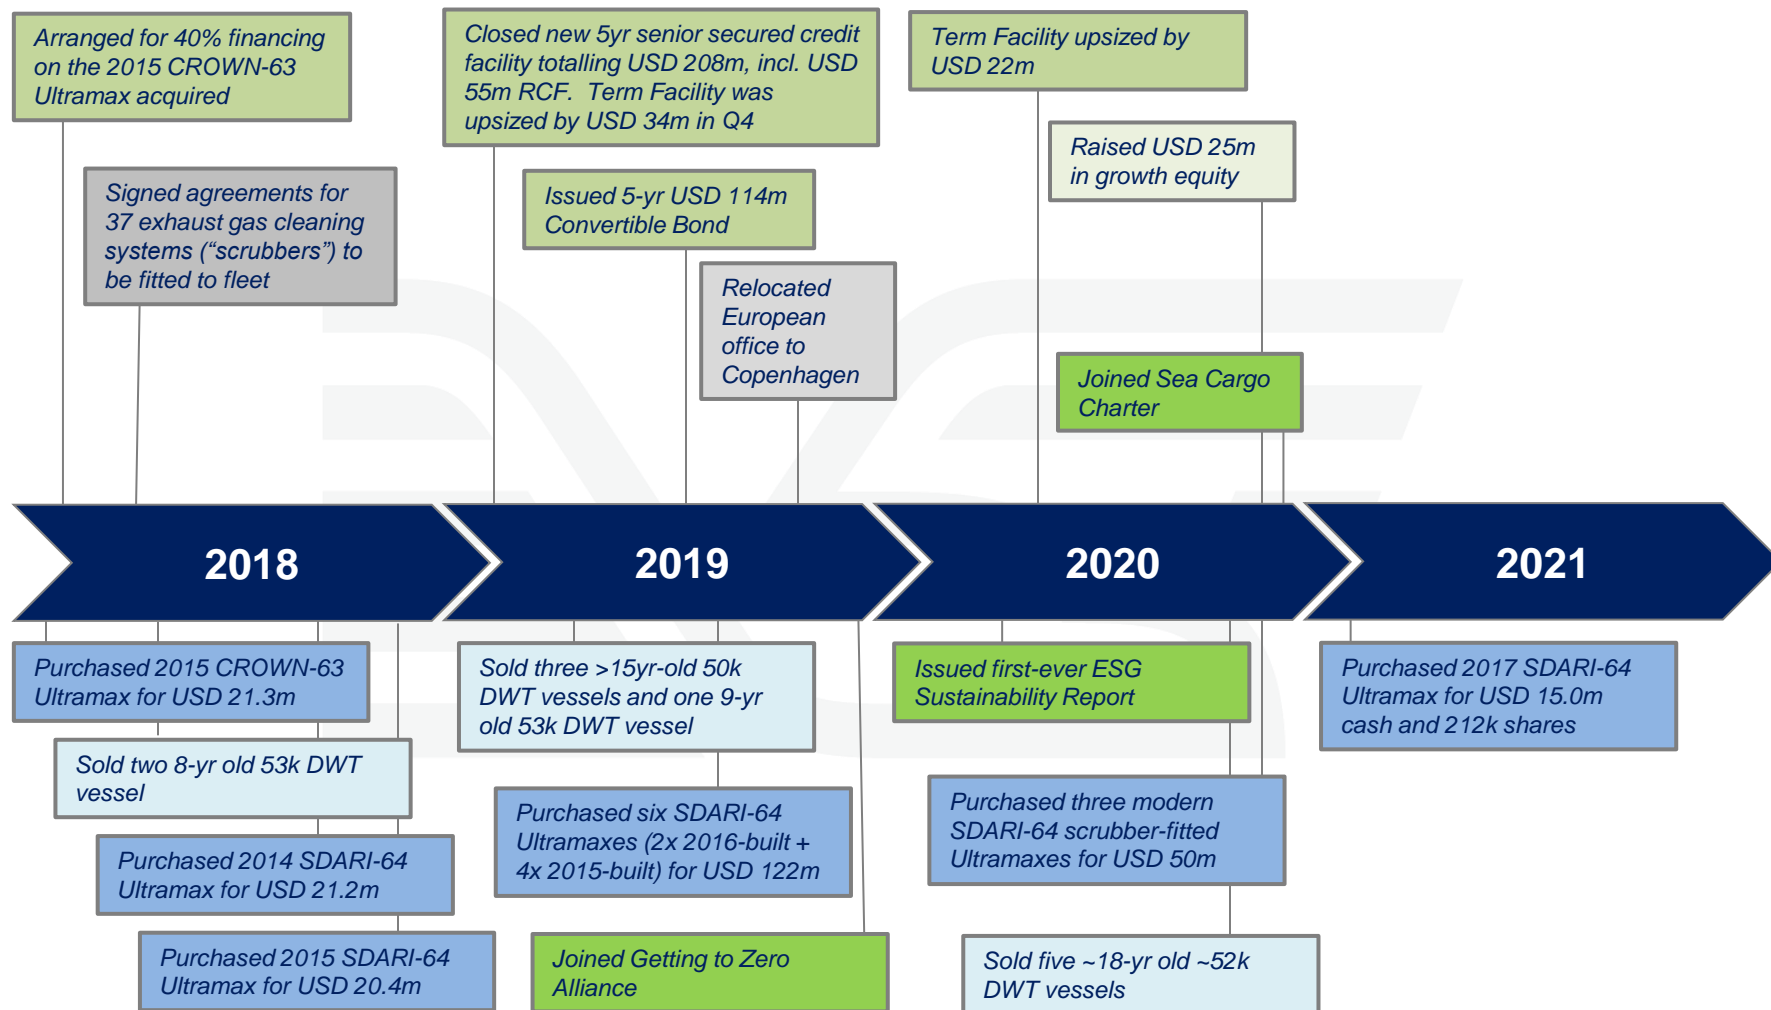 Arranged for 40% financing
on the 2015 CROWN-63
Ultramax acquired
Closed new 5yr senior secured credit
facility totalling USD 208m, incl. USD
55m RCF.  Term Facility was
upsized by USD 34m in Q4
Term Facility upsized by
USD 22m
Raised USD 25m
in growth equity
Signed agreements for
37 exhaust gas cleaning
systems (“scrubbers”) to
be fitted to fleet
Issued 5-yr USD 114m
Convertible Bond
Relocated
European
office to
Copenhagen
Joined Sea Cargo
Charter
2018
2019
2020
2021
Purchased 2015 CROWN-63
Ultramax for USD 21.3m
Sold two 8-yr old 53k DWT
vessel
Purchased 2014 SDARI-64
Ultramax for USD 21.2m
Purchased 2015 SDARI-64
Ultramax for USD 20.4m
Sold three >15yr-old 50k
DWT vessels and one 9-yr
old 53k DWT vessel
Purchased six SDARI-64
Ultramaxes (2x 2016-built +
4x 2015-built) for USD 122m
Joined Getting to Zero
Alliance
Issued first-ever ESG
Sustainability Report
Purchased three modern
SDARI-64 scrubber-fitted
Ultramaxes for USD 50m
Sold five ~18-yr old ~52k
DWT vessels
Purchased 2017 SDARI-64
Ultramax for USD 15.0m
cash and 212k shares